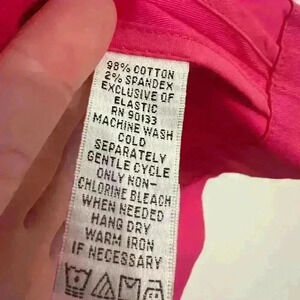 98% COTTON
2% SPANDEX
EXCLUSIVE OF
ELASTIC
RN 90133
MACHINE WASH
COLD
SEPARATELY
GENTLE CYCLE
ONLY NON-
CHLORINE BLEACH
WHEN NEEDED
HANG DRY
WARM IRON
IF NECESSARY